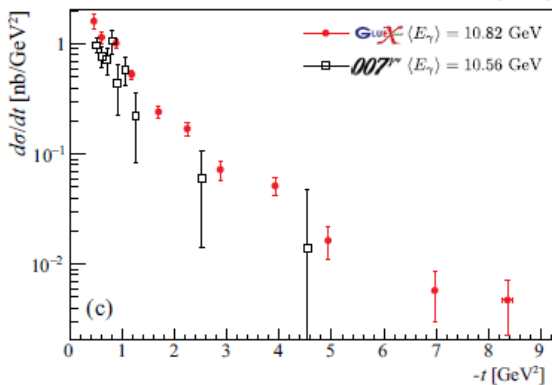 GLUEX ⟨Eγ⟩ = 10.82 GeV
007 J/ψ ⟨Eγ⟩ = 10.56 GeV
dσ/dt [nb/GeV²]
1
10⁻¹
10⁻²
(c)
0 1 2 3 4 5 6 7 8 9
-t [GeV²]